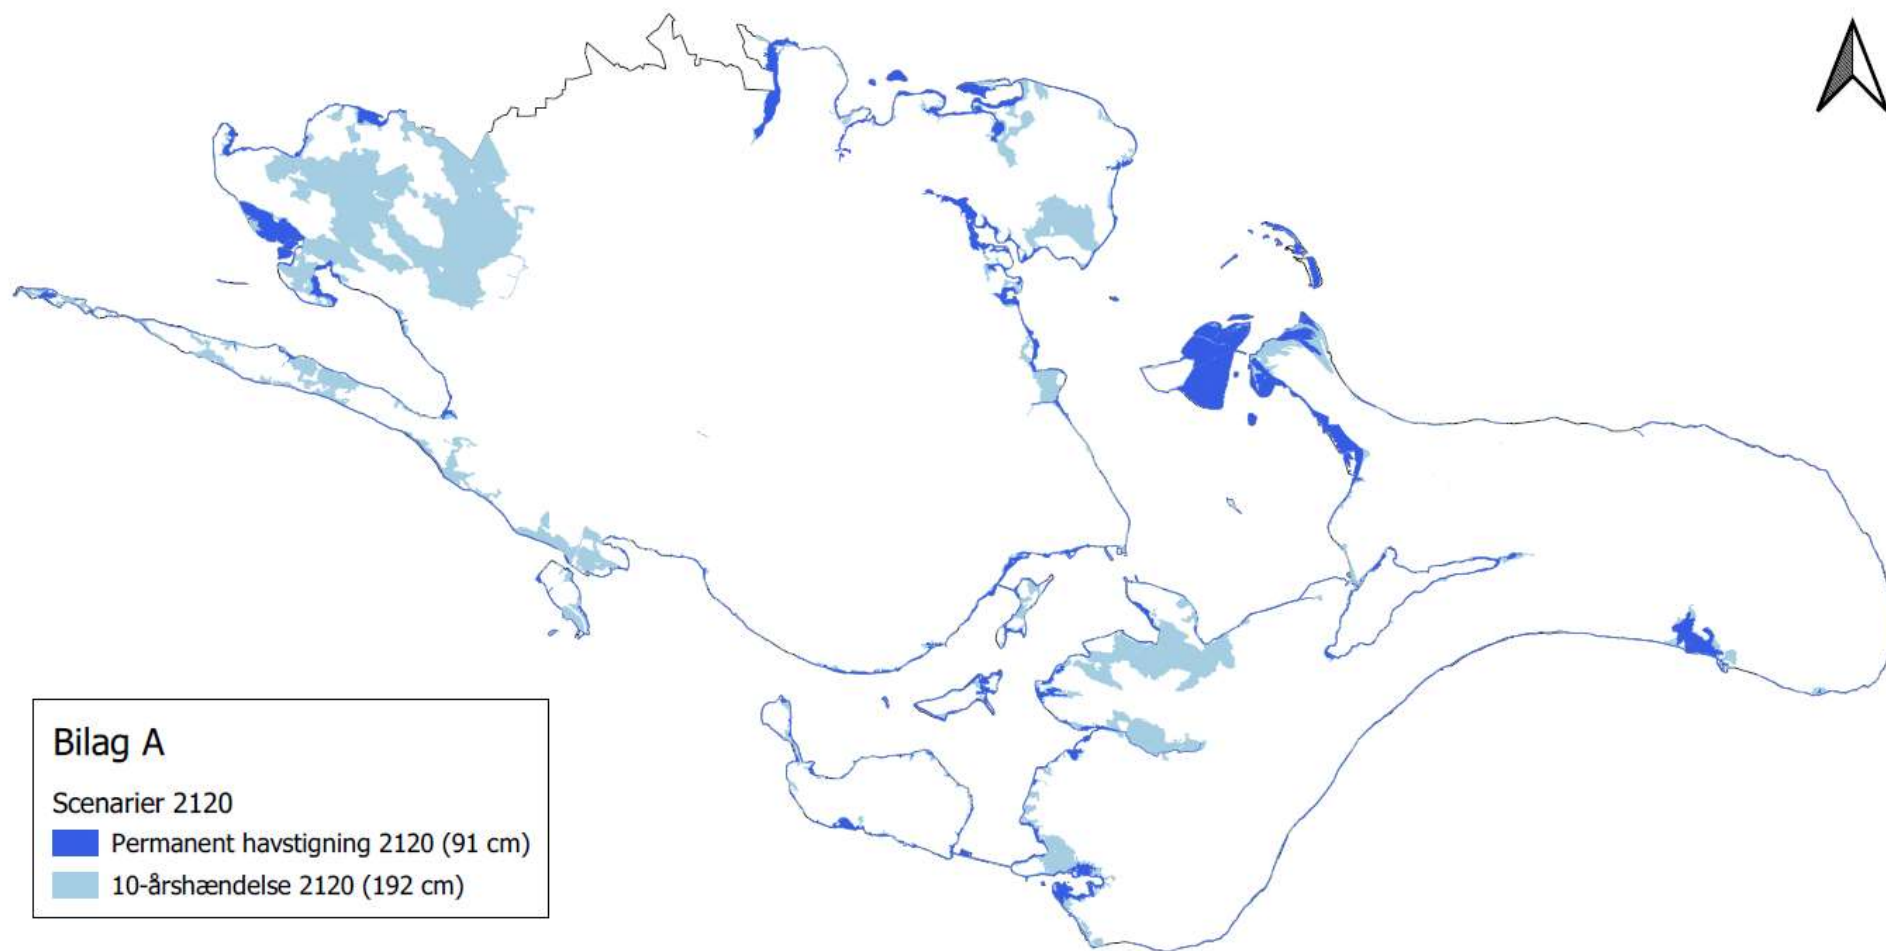 Bilag A
Scenarier 2120
Permanent havstigning 2120 (91 cm)
10-årshændelse 2120 (192 cm)